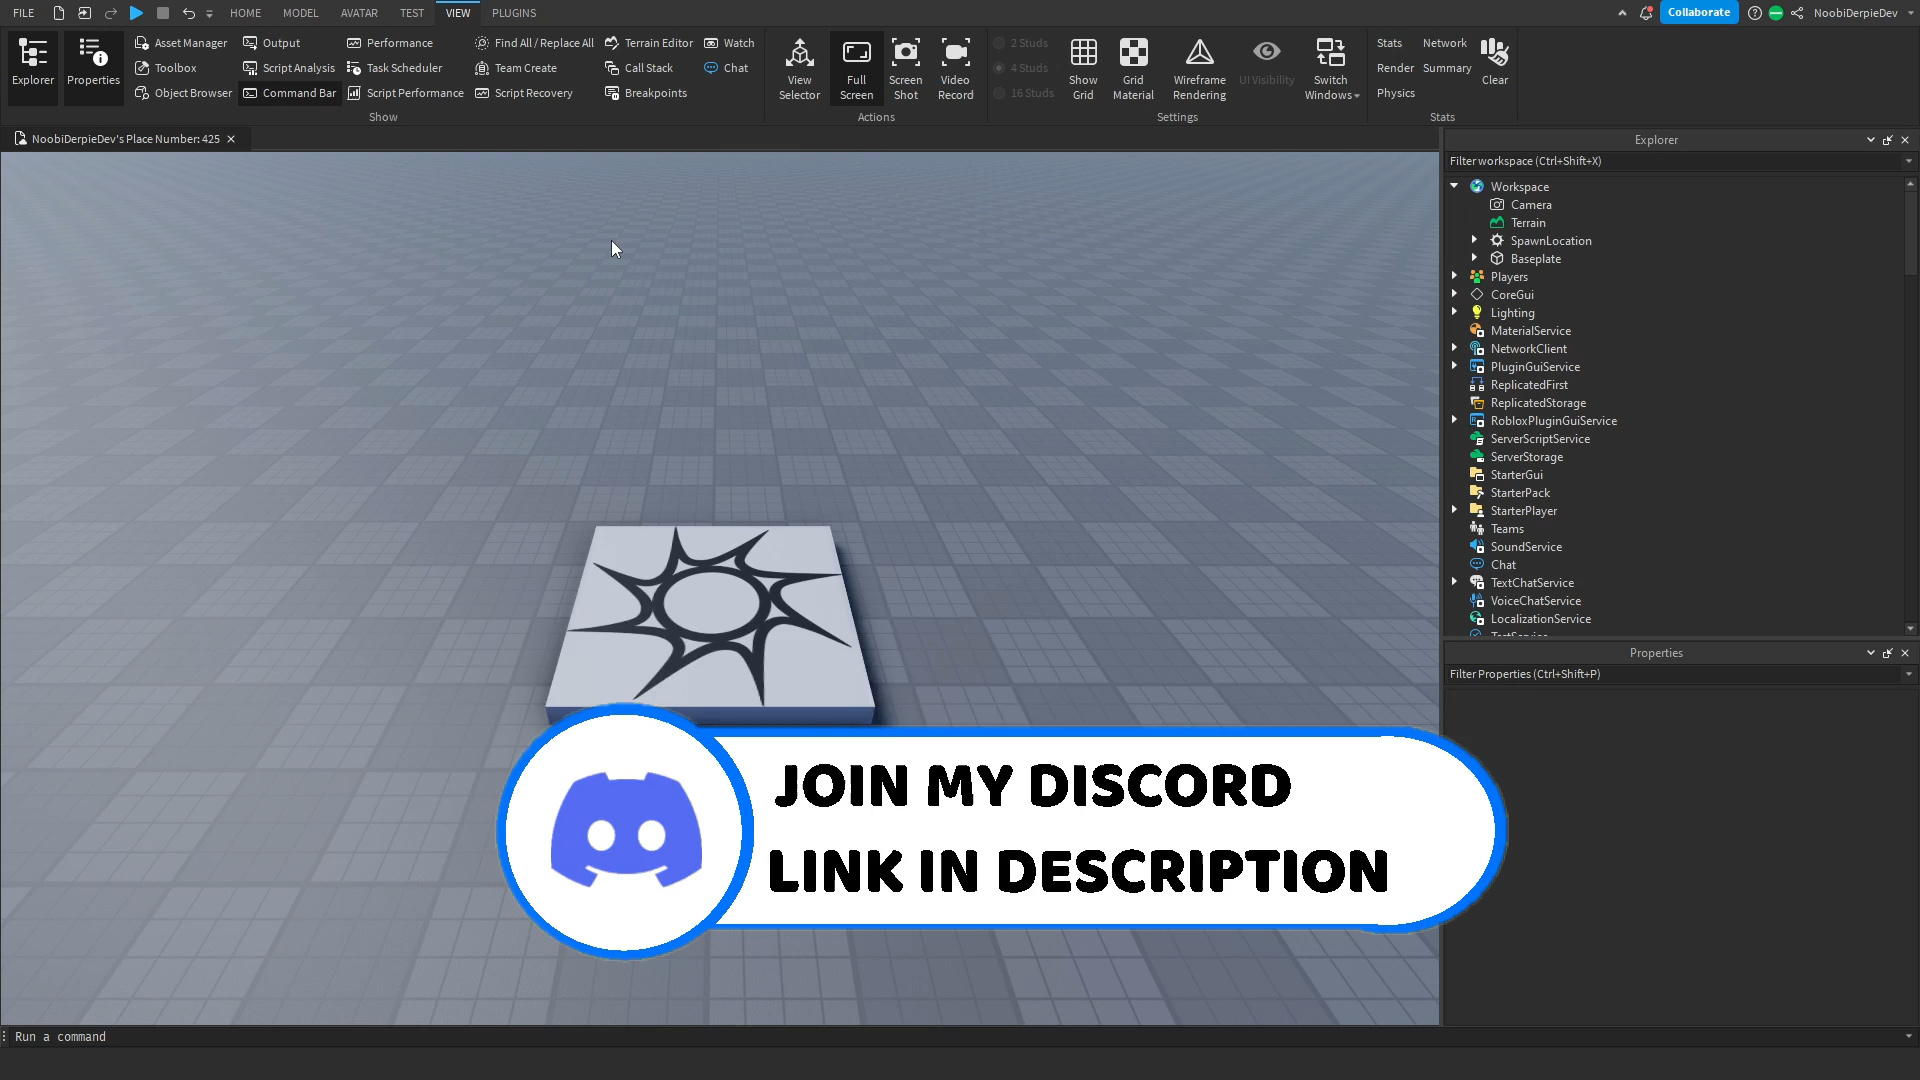 FILE HOME MODEL AVATAR TEST VIEW PLUGINS Collaborate NoobiDerpieDev
Explorer
Properties
Asset Manager
Toolbox
Object Browser
Output
Script Analysis
Command Bar
Performance
Task Scheduler
Script Performance
Find All / Replace All
Team Create
Script Recovery
Terrain Editor
Call Stack
Breakpoints
Watch
Chat
Show
View
Selector
Full
Screen
Screen
Shot
Video
Record
Actions
2 Studs
4 Studs
16 Studs
Show
Grid
Grid
Material
Wireframe
Rendering
UI Visibility
Switch
Windows
Settings
Stats
Render
Physics
Network
Summary
Clear
Stats
NoobiDerpieDev's Place Number: 425
Explorer
Filter workspace (Ctrl+Shift+X)
Workspace
Camera
Terrain
SpawnLocation
Baseplate
Players
CoreGui
Lighting
MaterialService
NetworkClient
PluginGuiService
ReplicatedFirst
ReplicatedStorage
RobloxPluginGuiService
ServerScriptService
ServerStorage
StarterGui
StarterPack
StarterPlayer
Teams
SoundService
Chat
TextChatService
VoiceChatService
LocalizationService
Properties
Filter Properties (Ctrl+Shift+P)
JOIN MY DISCORD
LINK IN DESCRIPTION
Run a command